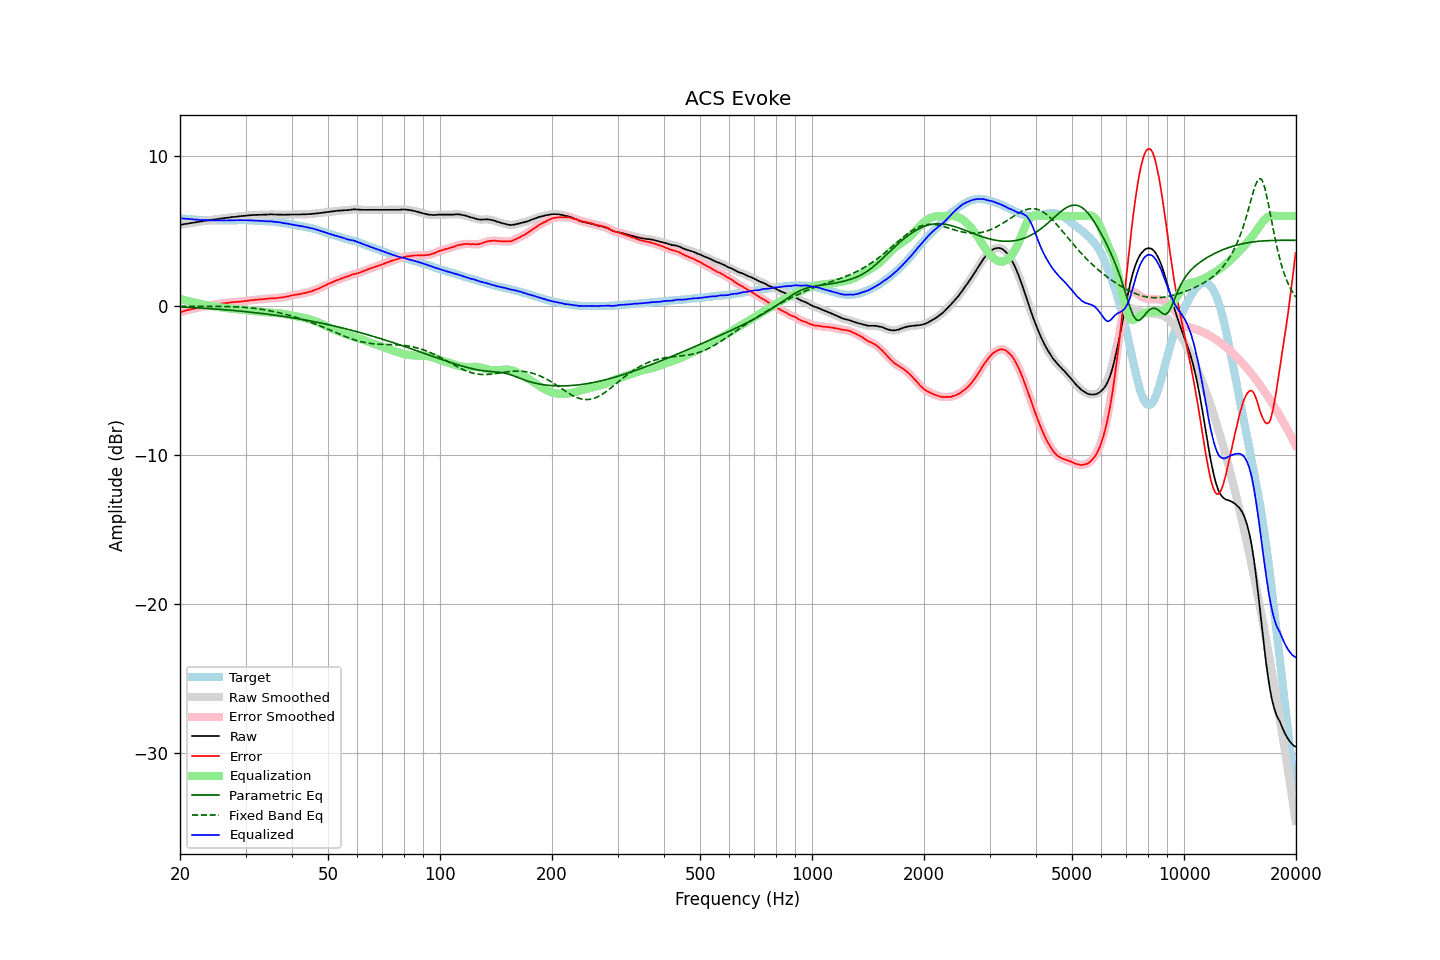 ACS Evoke
10
0
−10
−20
−30
Amplitude (dBr)
Target
Raw Smoothed
Error Smoothed
Raw
Error
Equalization
Parametric Eq
Fixed Band Eq
Equalized
20 50 100 200 500 1000 2000 5000 10000 20000
Frequency (Hz)